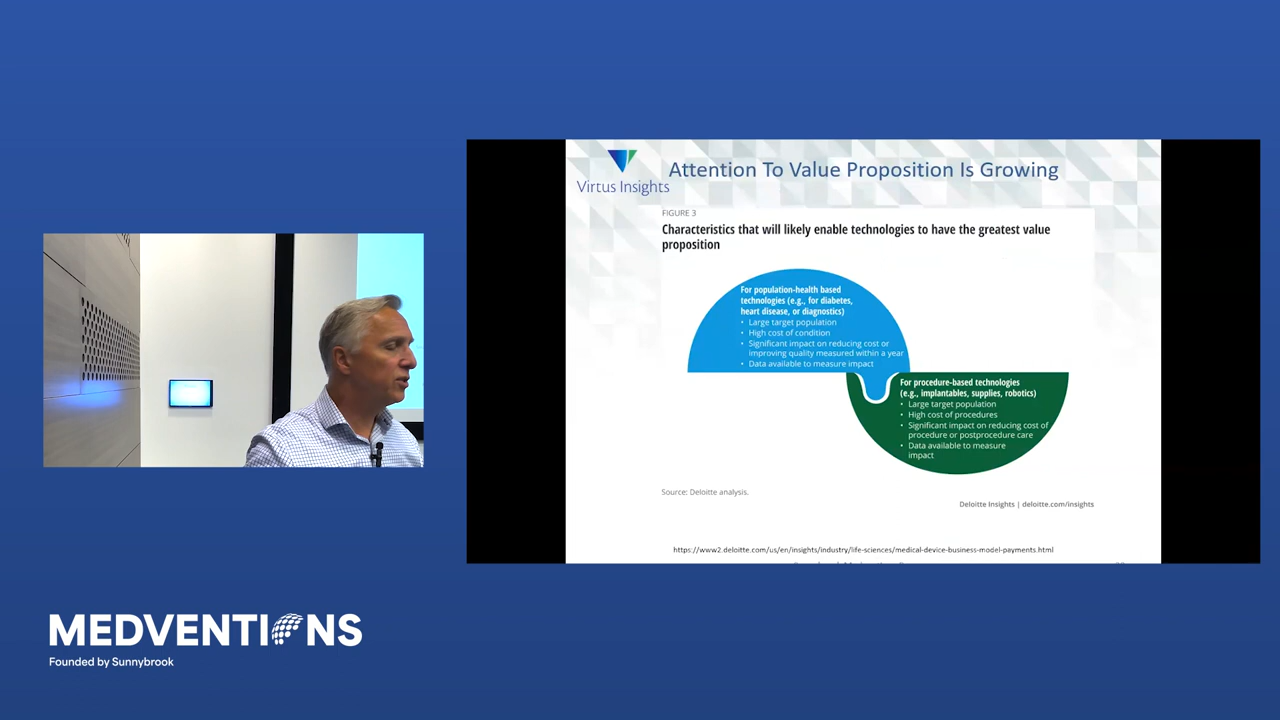 Virtus Insights
Attention To Value Proposition Is Growing
FIGURE 3
Characteristics that will likely enable technologies to have the greatest value
proposition
For population-health based
technologies (e.g., for diabetes,
heart disease, or diagnostics)
• Large target population
• High cost of condition
• Significant impact on reducing cost or
improving quality measured within a year
• Data available to measure impact
For procedure-based technologies
(e.g., implantables, supplies, robotics)
• Large target population
• High cost of procedures
• Significant impact on reducing cost of
procedure or postprocedure care
• Data available to measure
impact
Source: Deloitte analysis.
Deloitte Insights | deloitte.com/insights
https://www2.deloitte.com/us/en/insights/industry/life-sciences/medical-device-business-model-payments.html
MEDVENTIONS
Founded by Sunnybrook